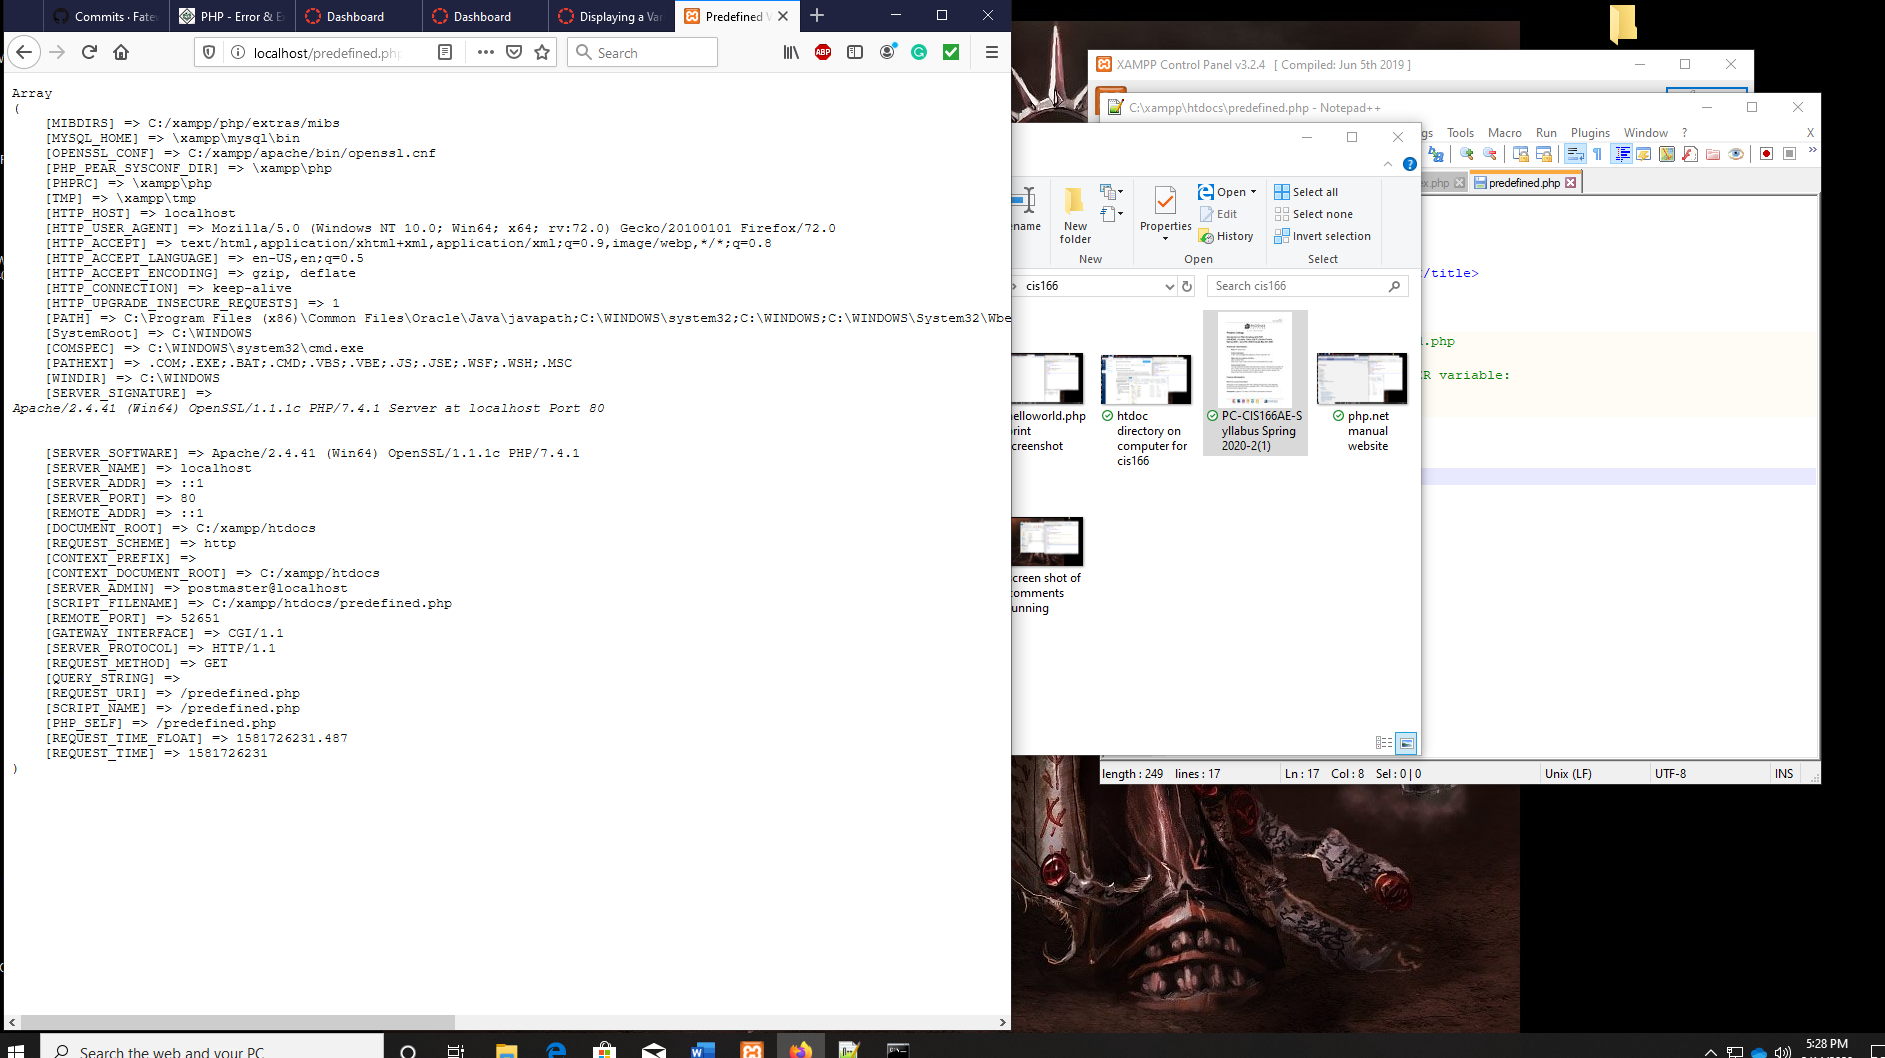 Commits · Fate
PHP - Error & E
Dashboard
Dashboard
Displaying a Va
Predefined V
localhost/predefined.php
Search
Array
(
[MIBDIRS] => C:/xampp/php/extras/mibs
[MYSQL_HOME] => \xampp\mysql\bin
[OPENSSL_CONF] => C:/xampp/apache/bin/openssl.cnf
[PHP_PEAR_SYSCONF_DIR] => \xampp\php
[PHPRC] => \xampp\php
[TMP] => \xampp\tmp
[HTTP_HOST] => localhost
[HTTP_USER_AGENT] => Mozilla/5.0 (Windows NT 10.0; Win64; x64; rv:72.0) Gecko/20100101 Firefox/72.0
[HTTP_ACCEPT] => text/html,application/xhtml+xml,application/xml;q=0.9,image/webp,*/*;q=0.8
[HTTP_ACCEPT_LANGUAGE] => en-US,en;q=0.5
[HTTP_ACCEPT_ENCODING] => gzip, deflate
[HTTP_CONNECTION] => keep-alive
[HTTP_UPGRADE_INSECURE_REQUESTS] => 1
[PATH] => C:\Program Files (x86)\Common Files\Oracle\Java\javapath;C:\WINDOWS\system32;C:\WINDOWS;C:\WINDOWS\System32\Wbe
[SystemRoot] => C:\WINDOWS
[COMSPEC] => C:\WINDOWS\system32\cmd.exe
[PATHEXT] => .COM;.EXE;.BAT;.CMD;.VBS;.VBE;.JS;.JSE;.WSF;.WSH;.MSC
[WINDIR] => C:\WINDOWS
[SERVER_SIGNATURE] =>
Apache/2.4.41 (Win64) OpenSSL/1.1.1c PHP/7.4.1 Server at localhost Port 80
[SERVER_SOFTWARE] => Apache/2.4.41 (Win64) OpenSSL/1.1.1c PHP/7.4.1
[SERVER_NAME] => localhost
[SERVER_ADDR] => ::1
[SERVER_PORT] => 80
[REMOTE_ADDR] => ::1
[DOCUMENT_ROOT] => C:/xampp/htdocs
[REQUEST_SCHEME] => http
[CONTEXT_PREFIX] =>
[CONTEXT_DOCUMENT_ROOT] => C:/xampp/htdocs
[SERVER_ADMIN] => postmaster@localhost
[SCRIPT_FILENAME] => C:/xampp/htdocs/predefined.php
[REMOTE_PORT] => 52651
[GATEWAY_INTERFACE] => CGI/1.1
[SERVER_PROTOCOL] => HTTP/1.1
[REQUEST_METHOD] => GET
[QUERY_STRING] =>
[REQUEST_URI] => /predefined.php
[SCRIPT_NAME] => /predefined.php
[PHP_SELF] => /predefined.php
[REQUEST_TIME_FLOAT] => 1581726231.487
[REQUEST_TIME] => 1581726231
)
XAMPP Control Panel v3.2.4 [ Compiled: Jun 5th 2019 ]
C:\xampp\htdocs\predefined.php - Notepad++
gs Tools Macro Run Plugins Window ? X
ex.php
predefined.php
/title>
.php
R variable:
ename
New folder
Properties
Open
Edit
History
Select all
Select none
Invert selection
New
Open
Select
cis166
Search cis166
elloworld.php
rint
creenshot
htdoc
directory on
computer for
cis166
PC-CIS166AE-S
yllabus Spring
2020-2(1)
php.net
manual
website
creen shot of
omments
unning
length : 249 lines : 17 Ln : 17 Col : 8 Sel : 0 | 0 Unix (LF) UTF-8 INS
Search the web and your PC
5:28 PM